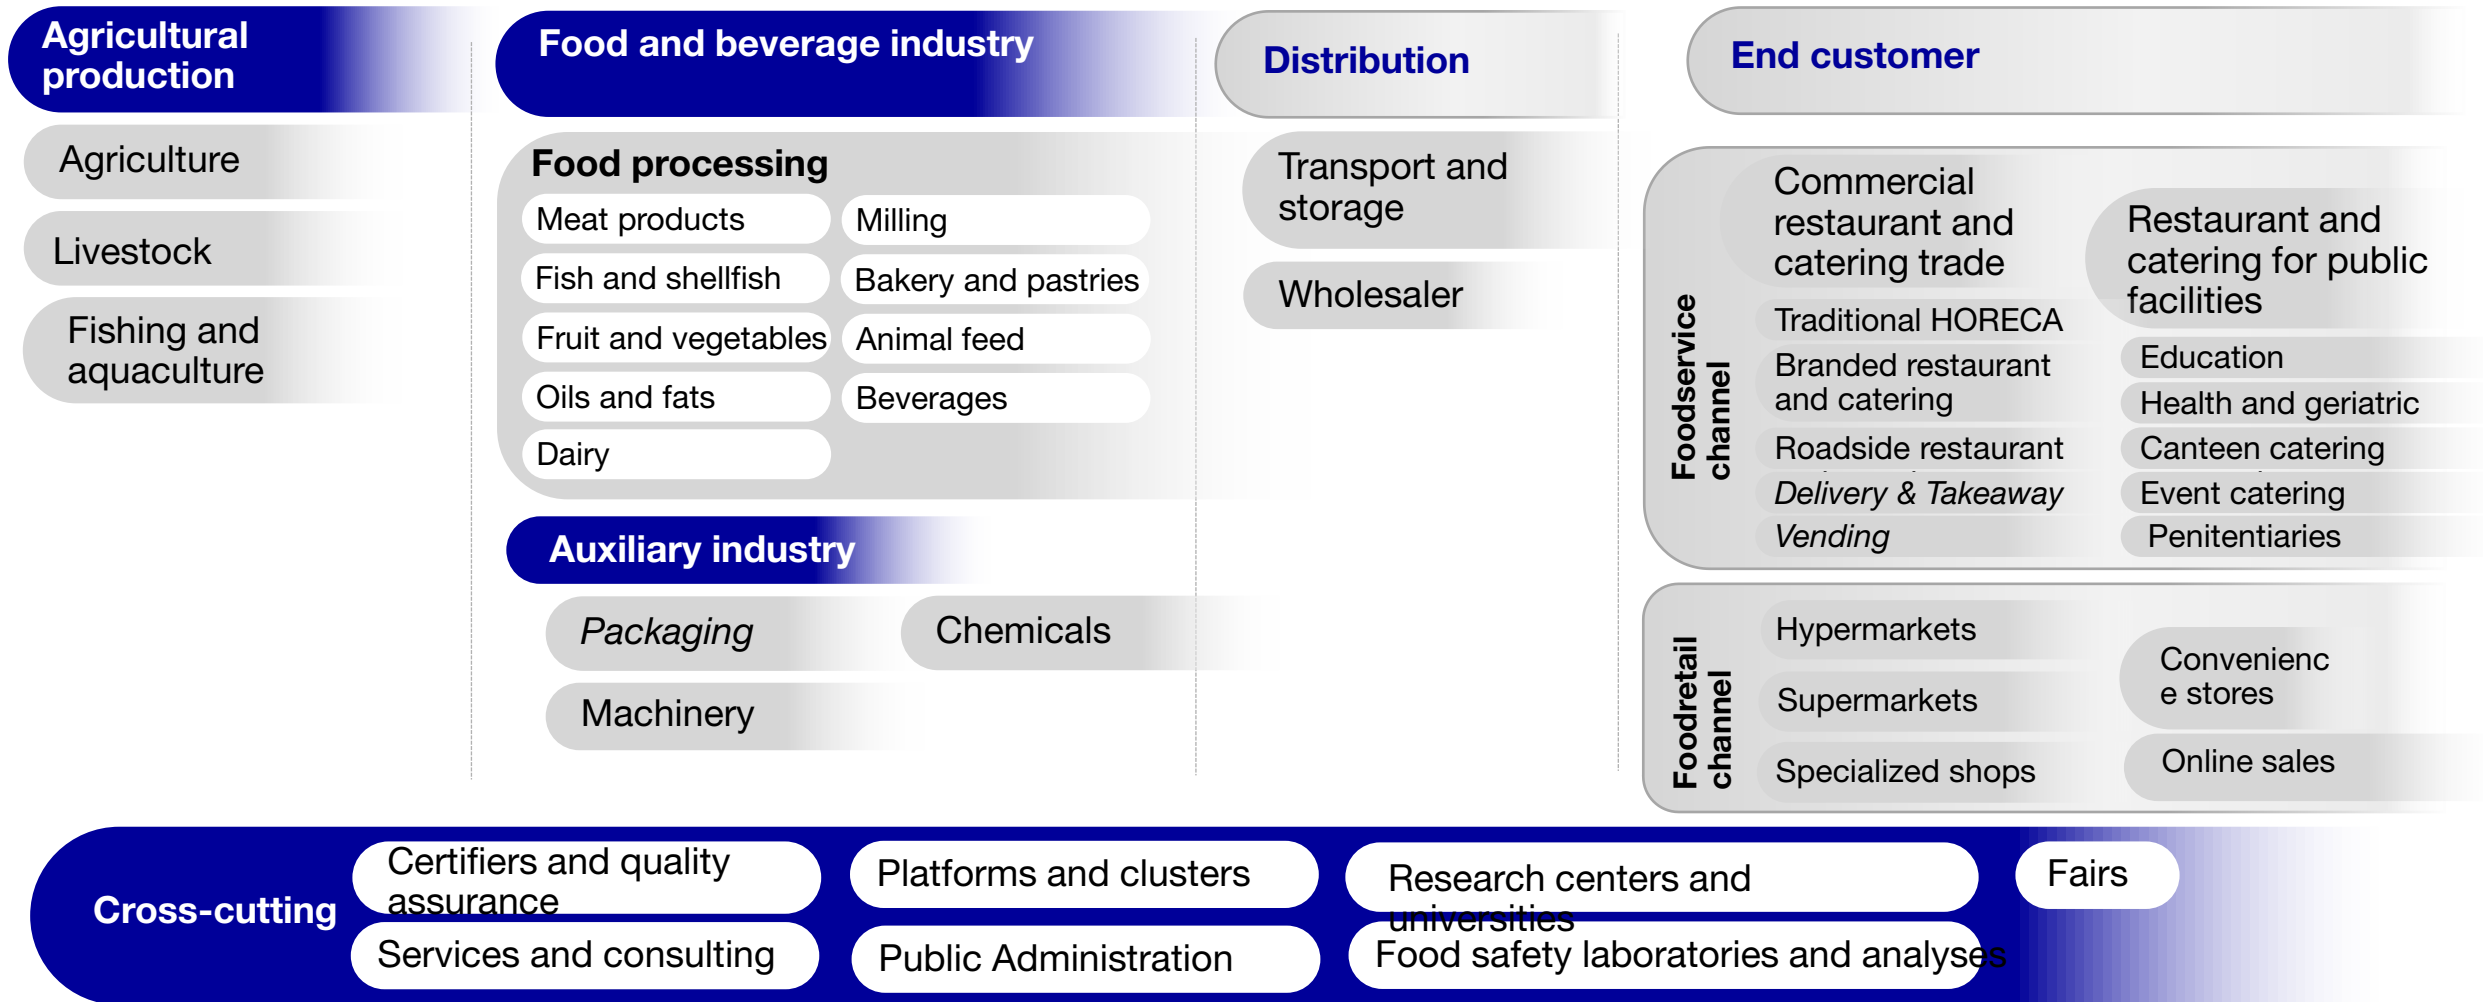 Agricultural
production
Agriculture
Livestock
Fishing and
aquaculture
Food and beverage industry
Food processing
Meat products
Fish and shellfish
Fruit and vegetables
Oils and fats
Dairy
Milling
Bakery and pastries
Animal feed
Beverages
Auxiliary industry
Packaging
Chemicals
Machinery
Distribution
Transport and
storage
Wholesaler
End customer
Foodservice
channel
Commercial
restaurant and
catering trade
Traditional HORECA
Branded restaurant
and catering
Roadside restaurant
Delivery & Takeaway
Vending
Restaurant and
catering for public
facilities
Education
Health and geriatric
Canteen catering
Event catering
Penitentiaries
Foodretail
channel
Hypermarkets
Supermarkets
Specialized shops
Convenienc
e stores
Online sales
Cross-cutting
Certifiers and quality
assurance
Services and consulting
Platforms and clusters
Public Administration
Research centers and
universities
Food safety laboratories and analyses
Fairs